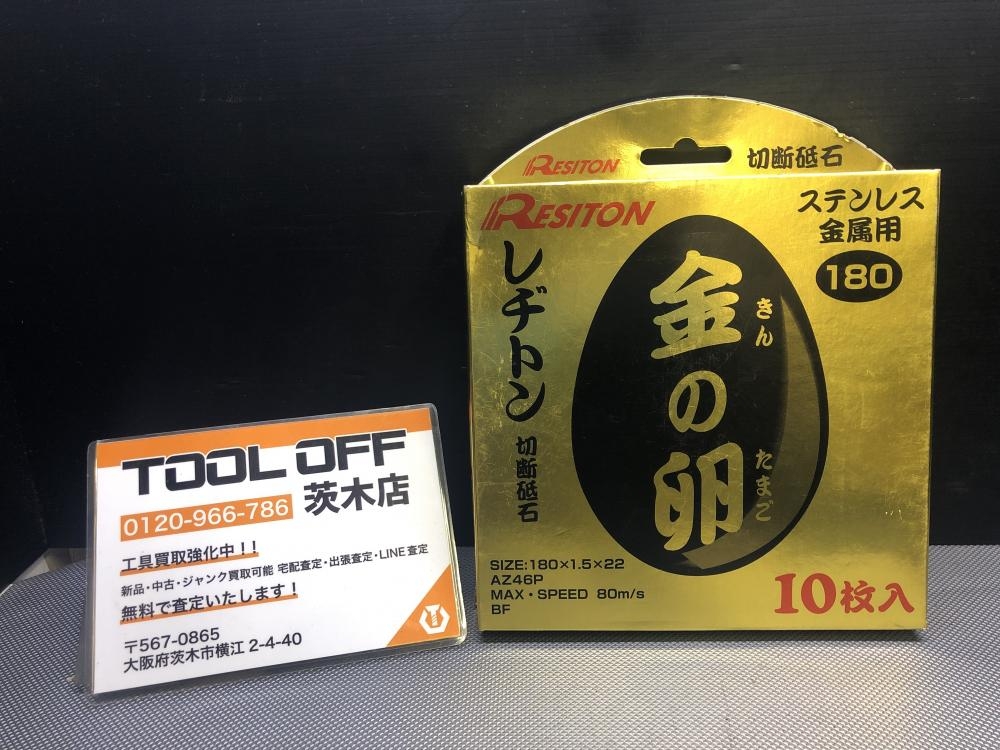 TOOL OFF
茨木店
0120-966-786
工具買取強化中!!
新品・中古・ジャンク買取可能 宅配査定・出張査定・LINE査定
無料で査定いたします!
〒567-0865
大阪府茨木市横江 2-4-40
RESITON
切断砥石
RESITON
ステンレス
金属用
180
レヂトン
切断砥石
金の卵
きん
たまご
SIZE:180×1.5×22
AZ46P
MAX・SPEED 80m/s
BF
10枚入